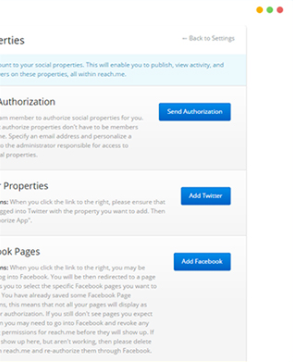 erties
← Back to Settings
ount to your social properties. This will enable you to publish, view activity, and
ers on these properties, all within reach.me.
Authorization
Send Authorization
m member to authorize social properties for you.
authorize properties don't have to be members
ne. Specify an email address and personalize a
o the administrator responsible for access to
al properties.
r Properties
Add Twitter
ns: When you click the link to the right, please ensure that
gged into Twitter with the property you want to add. Then
orize App".
ook Pages
Add Facebook
ns: When you click the link to the right, you may be
ng into Facebook. You will then be redirected to a page
s you to select the specific Facebook pages you want to
You have already saved some Facebook Page
ns, this means that not all your pages will display as
r authorization. If you still don't see pages you expect
n you may need to go into Facebook and revoke any
permissions for reach.me before they will show up. If
show up here, but aren't working, then please delete
n reach.me and re-authorize them through Facebook.